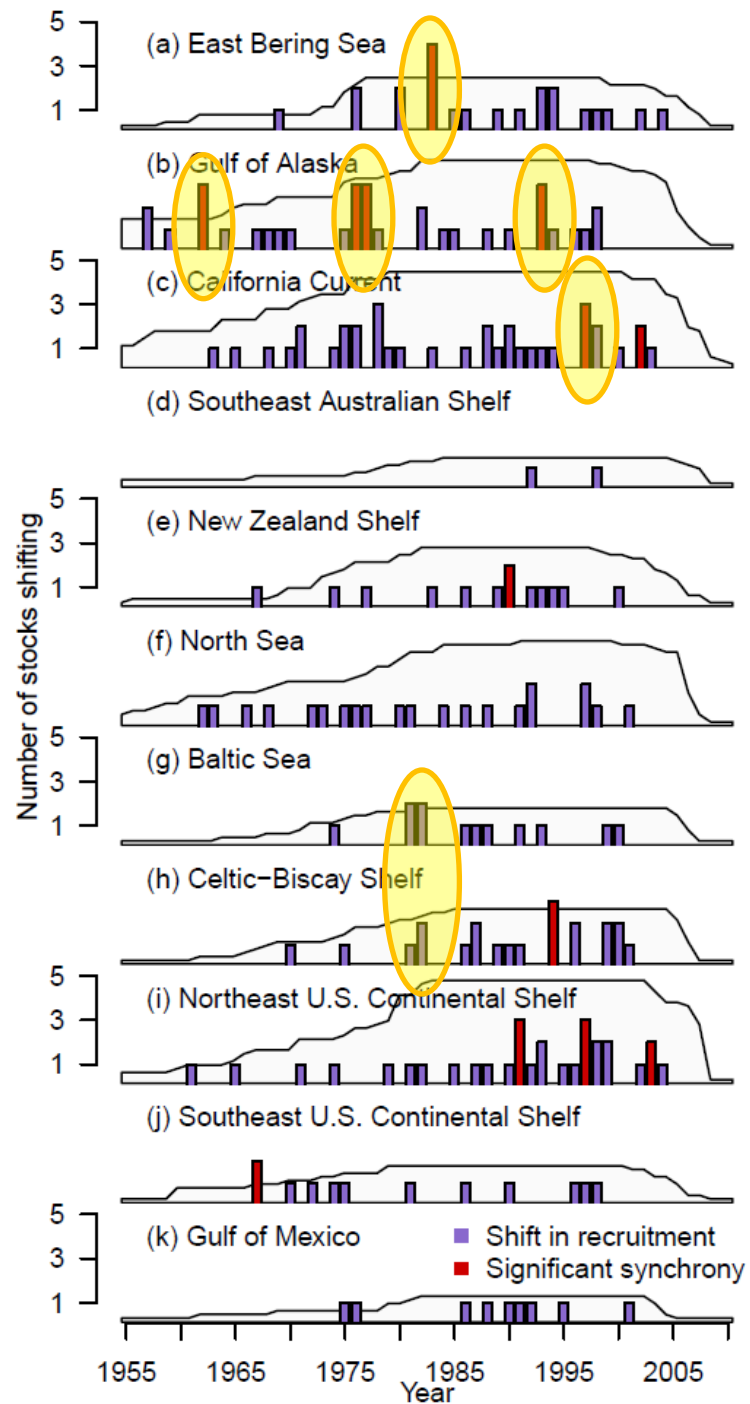 5
3
1
(a) East Bering Sea
(b) Gulf of Alaska
5
3
1
(c) California Current
(d) Southeast Australian Shelf
Number of stocks shifting
5
3
1
(e) New Zealand Shelf
(f) North Sea
5
3
1
(g) Baltic Sea
(h) Celtic−Biscay Shelf
5
3
1
(i) Northeast U.S. Continental Shelf
(j) Southeast U.S. Continental Shelf
5
3
1
(k) Gulf of Mexico
Shift in recruitment
Significant synchrony
1955 1965 1975 1985 1995 2005
Year